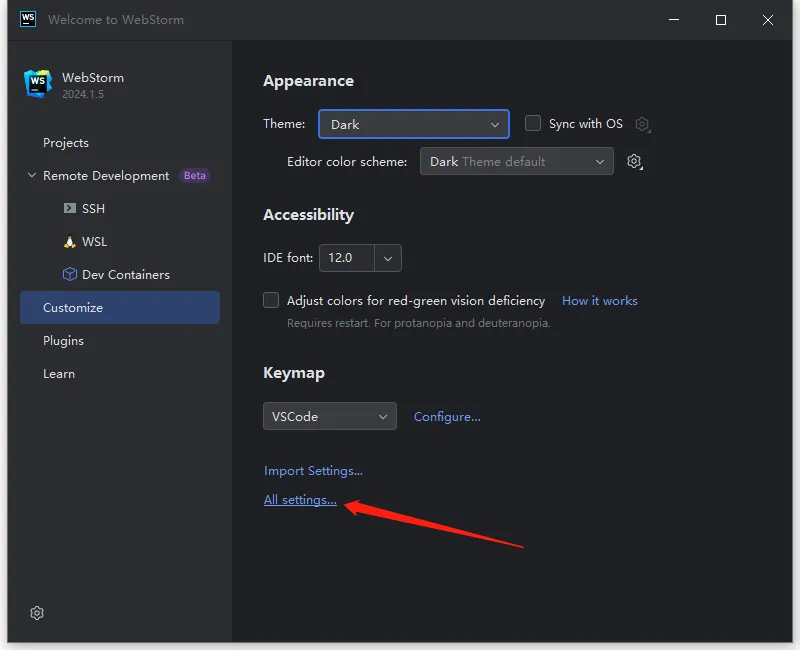 WS Welcome to WebStorm
WS WebStorm
2024.1.5
Projects
Remote Development Beta
SSH
WSL
Dev Containers
Customize
Plugins
Learn
Appearance
Theme: Dark Sync with OS
Editor color scheme: Dark Theme default
Accessibility
IDE font: 12.0
Adjust colors for red-green vision deficiency How it works
Requires restart. For protanopia and deuteranopia.
Keymap
VSCode Configure...
Import Settings...
All settings...